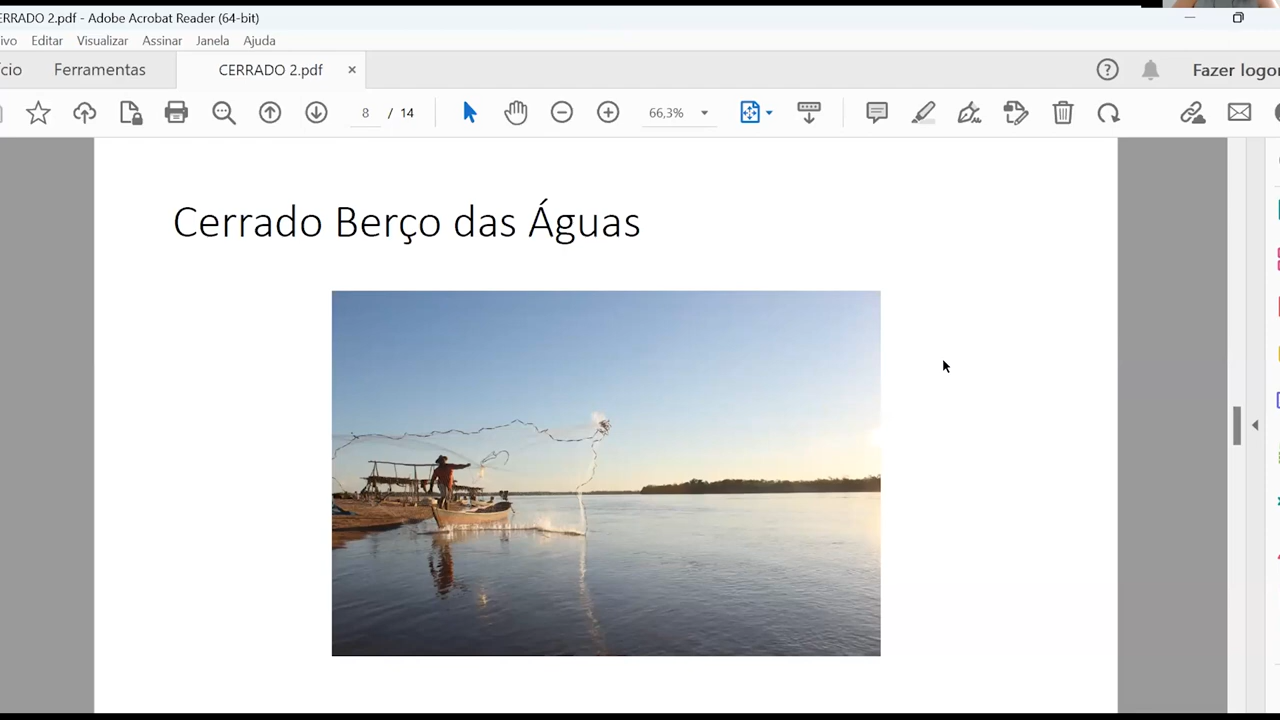 ERRADO 2.pdf - Adobe Acrobat Reader (64-bit)
ivo Editar Visualizar Assinar Janela Ajuda
cio Ferramentas CERRADO 2.pdf × Fazer logon
8 / 14 66,3%
Cerrado Berço das Águas